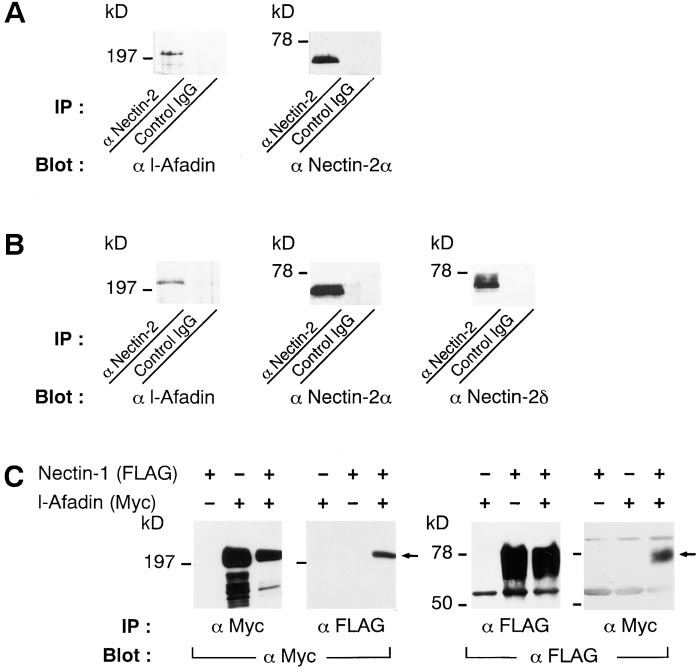 A
kD
kD
197
78
IP :
α Nectin-2
Control IgG
α Nectin-2
Control IgG
Blot :
α l-Afadin
α Nectin-2α
B
kD
kD
kD
197
78
78
IP :
α Nectin-2
Control IgG
α Nectin-2
Control IgG
α Nectin-2
Control IgG
Blot :
α l-Afadin
α Nectin-2α
α Nectin-2δ
C
Nectin-1 (FLAG) + – + – + + – + + + – +
l-Afadin (Myc) – + + + – + + – + – + +
kD
kD
197
78
50
IP :
α Myc
α FLAG
α FLAG
α Myc
Blot :
α Myc
α FLAG